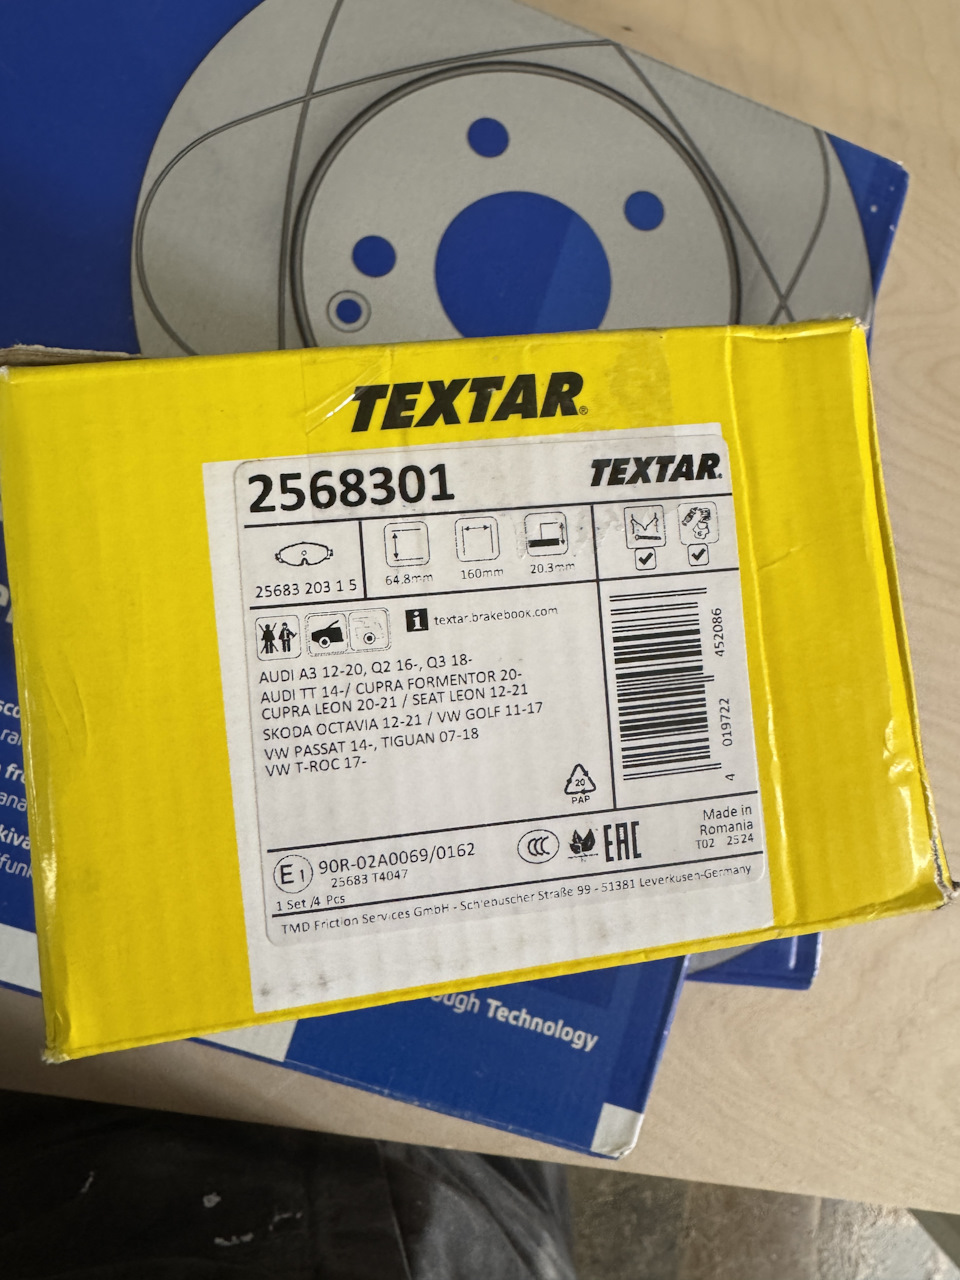 TEXTAR®
2568301
TEXTAR®
25683 203 1 5
64.8mm
160mm
20.3mm
i textar.brakebook.com
AUDI A3 12-20, Q2 16-, Q3 18-
AUDI TT 14-/ CUPRA FORMENTOR 20-
CUPRA LEON 20-21 / SEAT LEON 12-21
SKODA OCTAVIA 12-21 / VW GOLF 11-17
VW PASSAT 14-, TIGUAN 07-18
VW T-ROC 17-
4 019722 452086
20
PAP
E1 90R-02A0069/0162
25683 T4047
CCC
EAC
Made in
Romania
T02 2524
1 Set /4 Pcs
TMD Friction Services GmbH - Schlebuscher Straße 99 - 51381 Leverkusen-Germany
Technology